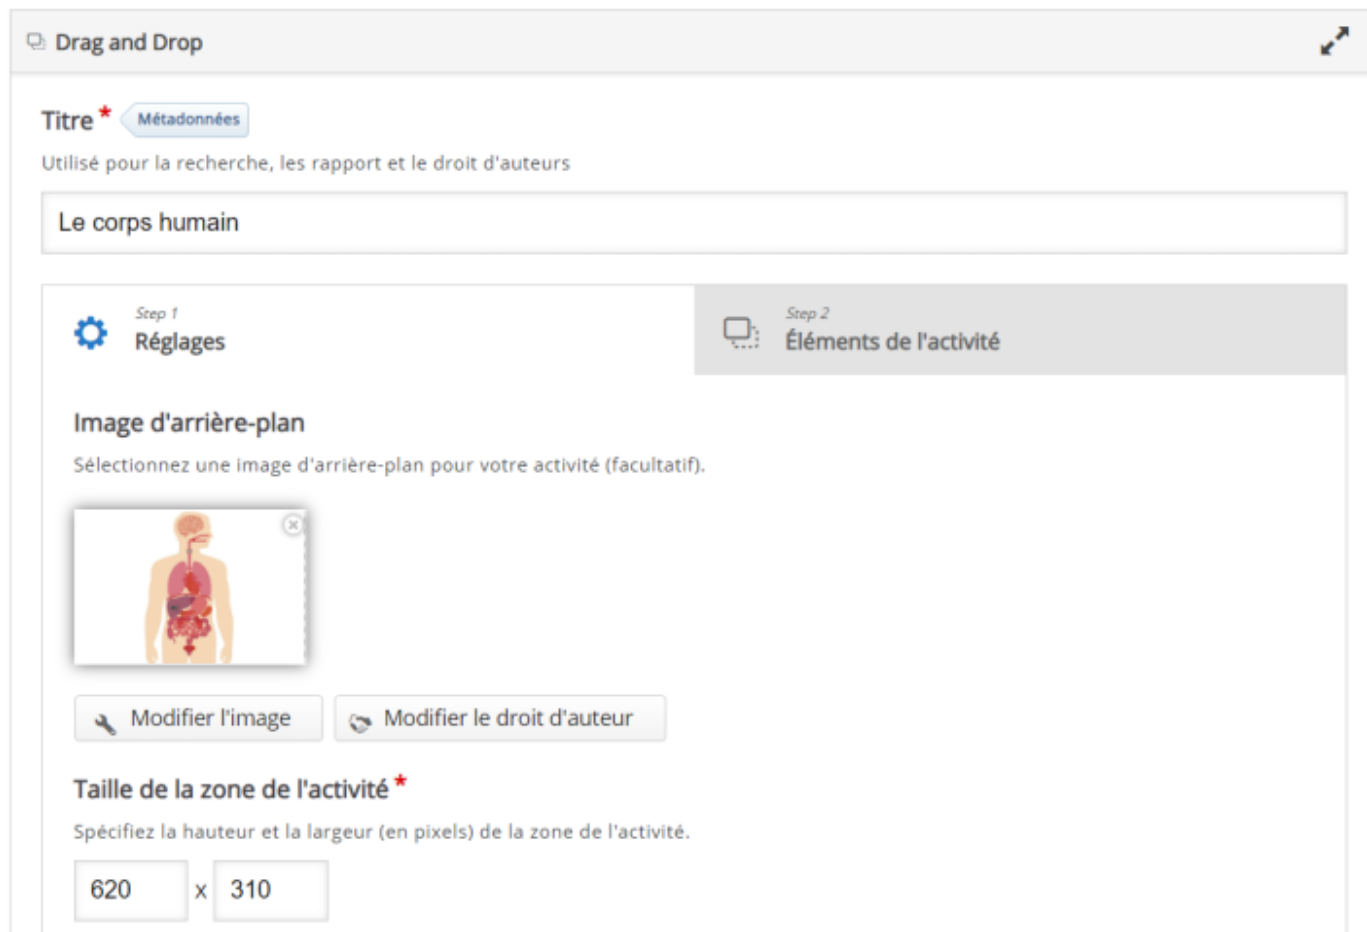 Drag and Drop
Titre * Métadonnées
Utilisé pour la recherche, les rapport et le droit d'auteurs
Le corps humain
Step 1
Réglages
Step 2
Éléments de l'activité
Image d'arrière-plan
Sélectionnez une image d'arrière-plan pour votre activité (facultatif).
Modifier l'image
Modifier le droit d'auteur
Taille de la zone de l'activité *
Spécifiez la hauteur et la largeur (en pixels) de la zone de l'activité.
620 x 310